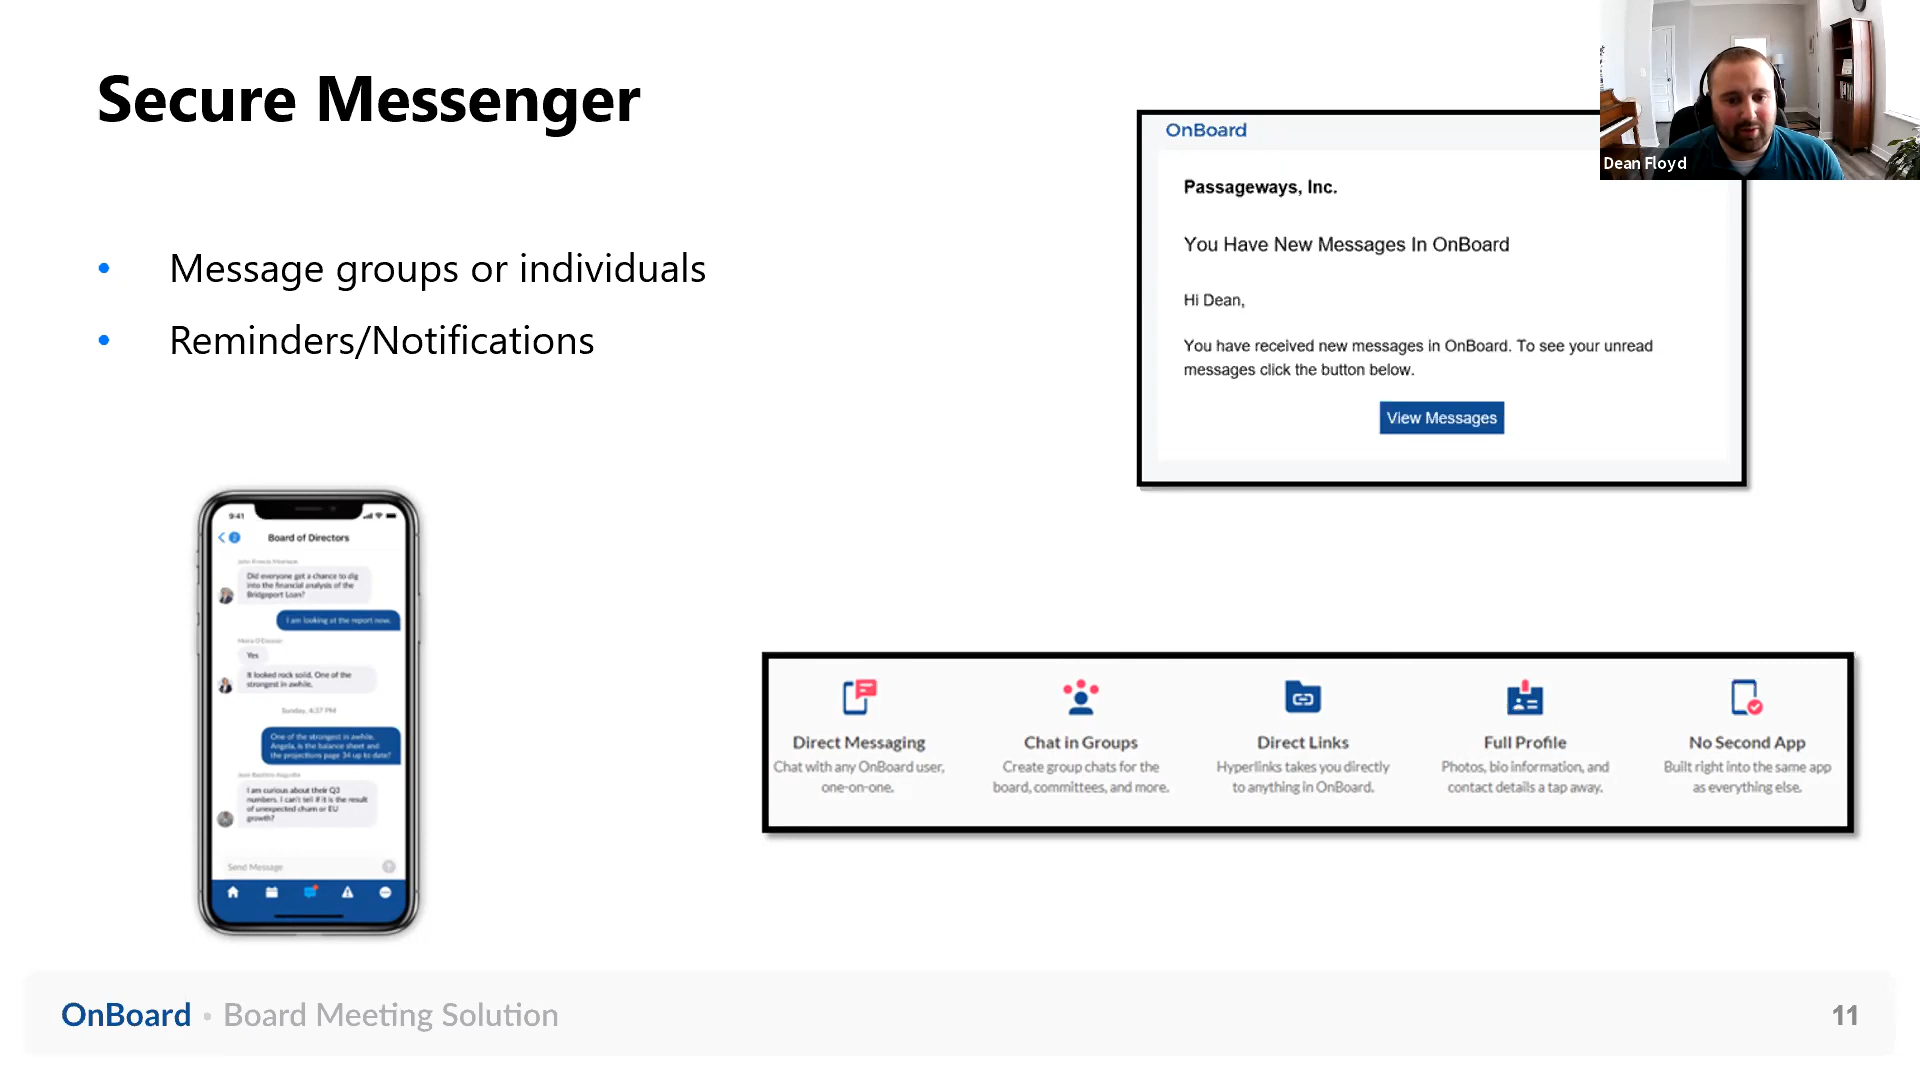 Secure Messenger
• Message groups or individuals
• Reminders/Notifications
OnBoard
Passageways, Inc.
You Have New Messages In OnBoard
Hi Dean,
You have received new messages in OnBoard. To see your unread
messages click the button below.
View Messages
Dean Floyd
9:41
2
Board of Directors
Did everyone get a chance to dig
into the financial analysis of the
Bridgeport Loan?
I am looking at the report now.
Yes
It looked rock solid. One of the
strongest in awhile.
Sunday, 4:37 PM
One of the strongest in awhile.
Angela, is the balance sheet and
the projections page 34 up to date?
I am curious about their Q3
numbers. I can't tell if it is the result
of unexpected churn or EU
growth?
Send Message
Direct Messaging
Chat with any OnBoard user,
one-on-one.
Chat in Groups
Create group chats for the
board, committees, and more.
Direct Links
Hyperlinks takes you directly
to anything in OnBoard.
Full Profile
Photos, bio information, and
contact details a tap away.
No Second App
Built right into the same app
as everything else.
OnBoard • Board Meeting Solution
11